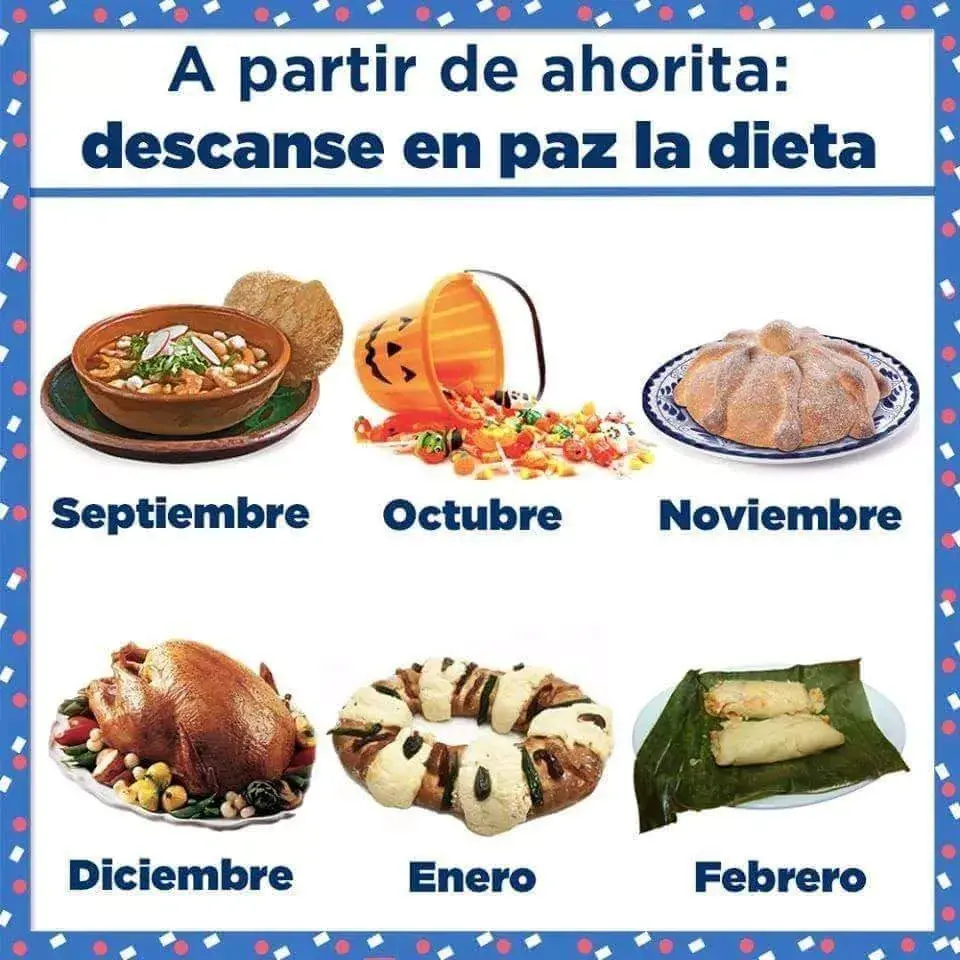 A partir de ahorita:
descanse en paz la dieta
Septiembre
Octubre
Noviembre
Diciembre
Enero
Febrero